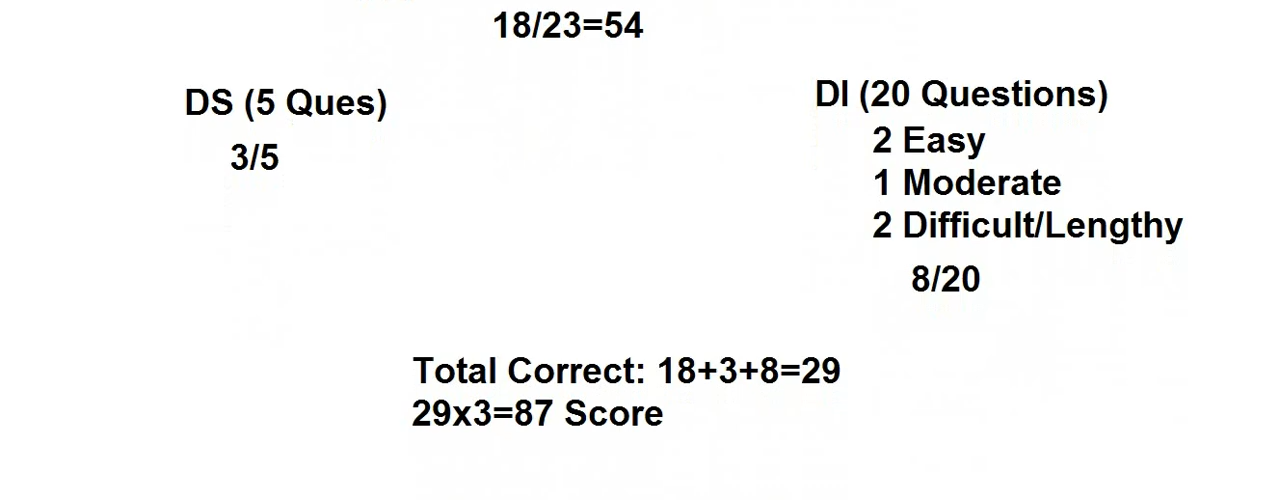 18/23=54
DS (5 Ques)
3/5
DI (20 Questions)
2 Easy
1 Moderate
2 Difficult/Lengthy
8/20
Total Correct: 18+3+8=29
29x3=87 Score